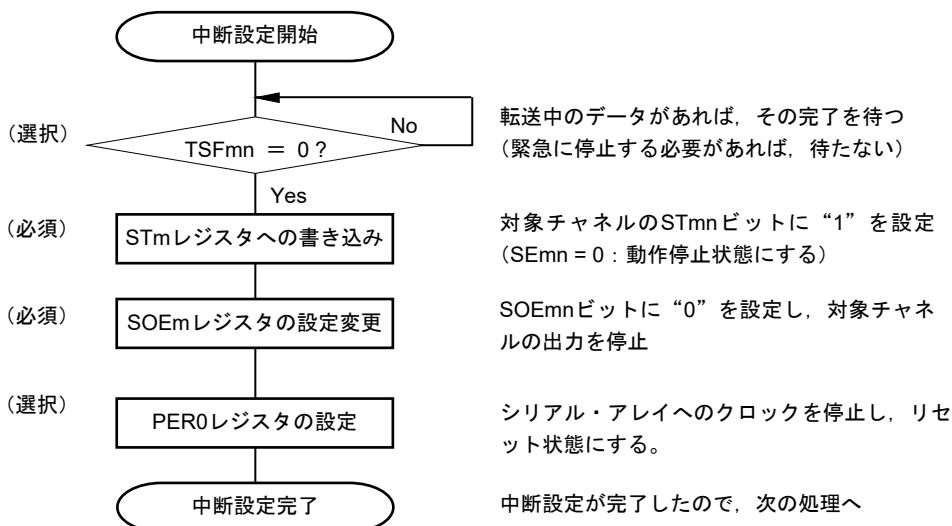 中断設定開始
(選択)
TSFmn = 0?
No
転送中のデータがあれば,その完了を待つ
(緊急に停止する必要があれば,待たない)
Yes
(必須)
STmレジスタへの書き込み
対象チャネルのSTmnビットに“1”を設定
(SEmn = 0:動作停止状態にする)
(必須)
SOEmレジスタの設定変更
SOEmnビットに“0”を設定し,対象チャネ
ルの出力を停止
(選択)
PER0レジスタの設定
シリアル・アレイへのクロックを停止し,リセ
ット状態にする。
中断設定完了
中断設定が完了したので,次の処理へ